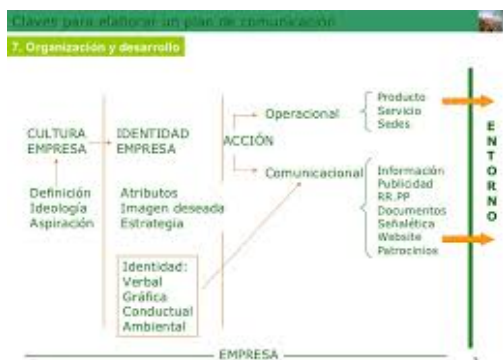 Claves para elaborar un plan de comunicación
7. Organización y desarrollo
CULTURA
EMPRESA
Definición
Ideología
Aspiración
IDENTIDAD
EMPRESA
Atributos
Imagen deseada
Estrategia
Identidad:
Verbal
Gráfica
Conductual
Ambiental
ACCIÓN
Operacional
Comunicacional
Producto
Servicio
Sedes
Información
Publicidad
RR.PP
Documentos
Señalética
Website
Patrocinios
ENTORNO
EMPRESA